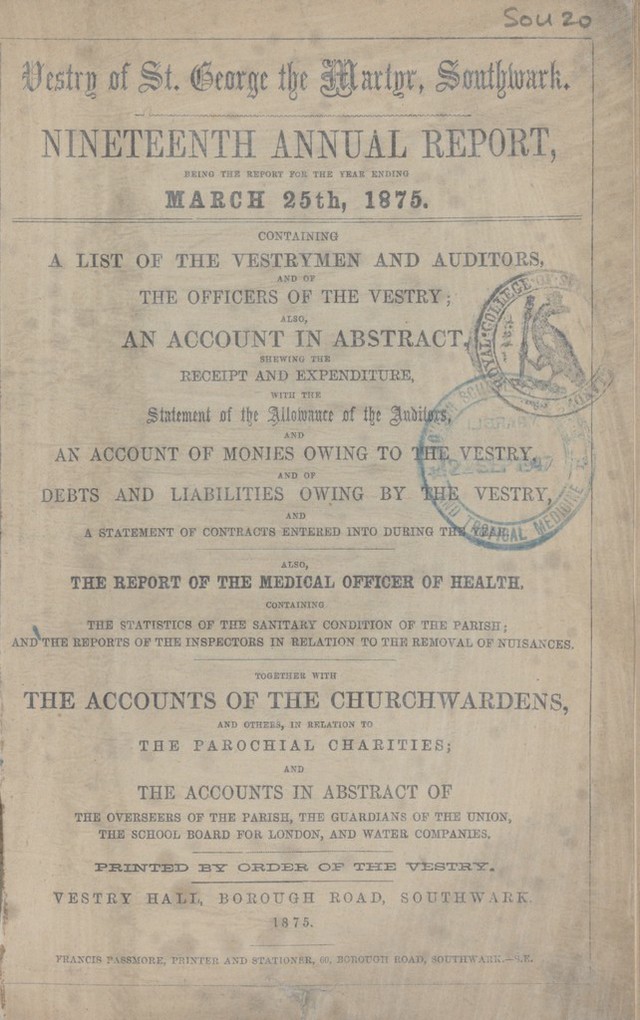 Sou 20
Vestry of St. George the Martyr, Southwark.
NINETEENTH ANNUAL REPORT,
BEING THE REPORT FOR THE YEAR ENDING
MARCH 25th, 1875.
CONTAINING
A LIST OF THE VESTRYMEN AND AUDITORS,
AND OF
THE OFFICERS OF THE VESTRY;
ALSO,
AN ACCOUNT IN ABSTRACT,
SHEWING THE
RECEIPT AND EXPENDITURE,
WITH THE
Statement of the Allowance of the Auditors,
AND
AN ACCOUNT OF MONIES OWING TO THE VESTRY,
AND OF
DEBTS AND LIABILITIES OWING BY THE VESTRY,
AND
A STATEMENT OF CONTRACTS ENTERED INTO DURING THE YEAR.
ALSO,
THE REPORT OF THE MEDICAL OFFICER OF HEALTH,
CONTAINING
THE STATISTICS OF THE SANITARY CONDITION OF THE PARISH;
AND THE REPORTS OF THE INSPECTORS IN RELATION TO THE REMOVAL OF NUISANCES.
TOGETHER WITH
THE ACCOUNTS OF THE CHURCHWARDENS,
AND OTHERS, IN RELATION TO
THE PAROCHIAL CHARITIES;
AND
THE ACCOUNTS IN ABSTRACT OF
THE OVERSEERS OF THE PARISH, THE GUARDIANS OF THE UNION,
THE SCHOOL BOARD FOR LONDON, AND WATER COMPANIES.
PRINTED BY ORDER OF THE VESTRY.
VESTRY HALL, BOROUGH ROAD, SOUTHWARK.
1875.
FRANCIS PASSMORE, PRINTER AND STATIONER, BOROUGH ROAD, SOUTHWARK.—S.E.
ROYAL COLLEGE OF
AND TROPICAL MEDICINE